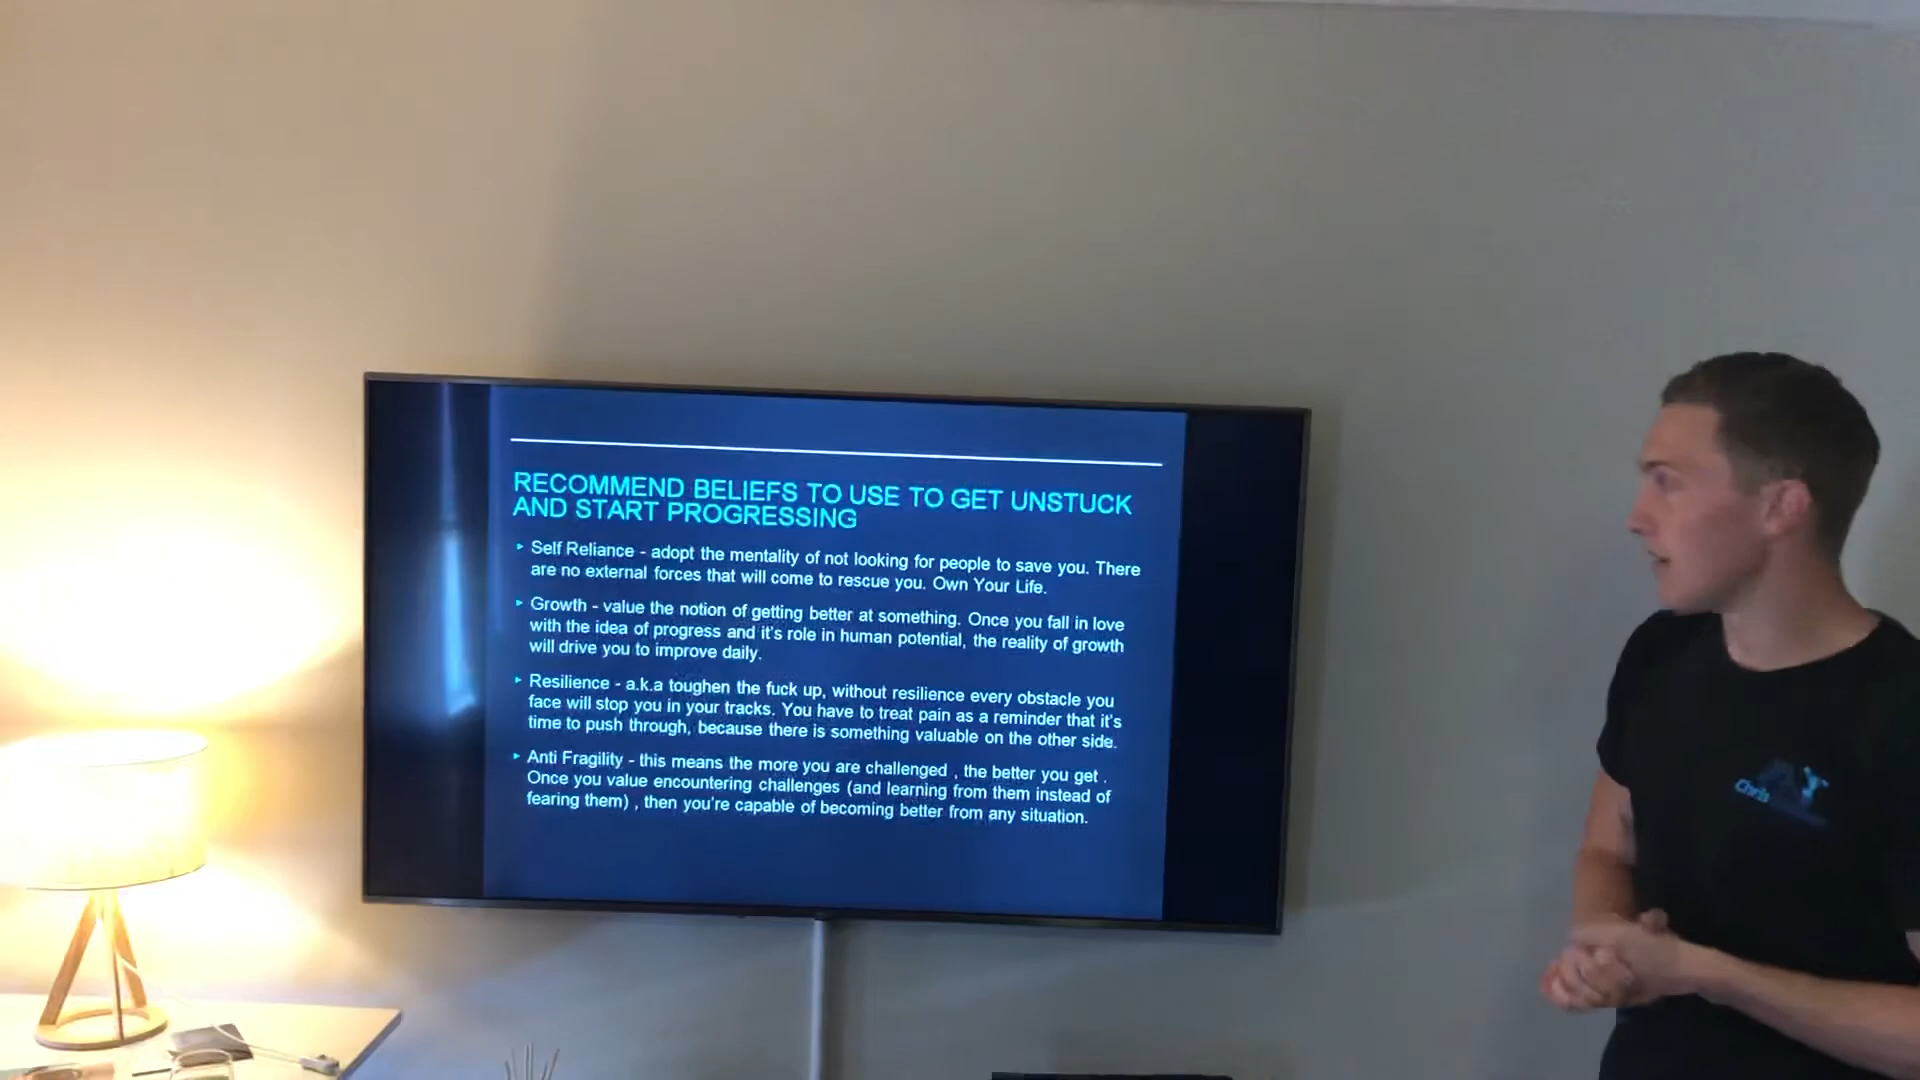 RECOMMEND BELIEFS TO USE TO GET UNSTUCK
AND START PROGRESSING
Self Reliance - adopt the mentality of not looking for people to save you. There
are no external forces that will come to rescue you. Own Your Life.
Growth - value the notion of getting better at something. Once you fall in love
with the idea of progress and it's role in human potential, the reality of growth
will drive you to improve daily.
Resilience - a.k.a toughen the fuck up, without resilience every obstacle you
face will stop you in your tracks. You have to treat pain as a reminder that it's
time to push through, because there is something valuable on the other side.
Anti Fragility - this means the more you are challenged , the better you get .
Once you value encountering challenges (and learning from them instead of
fearing them) , then you're capable of becoming better from any situation.
Chris